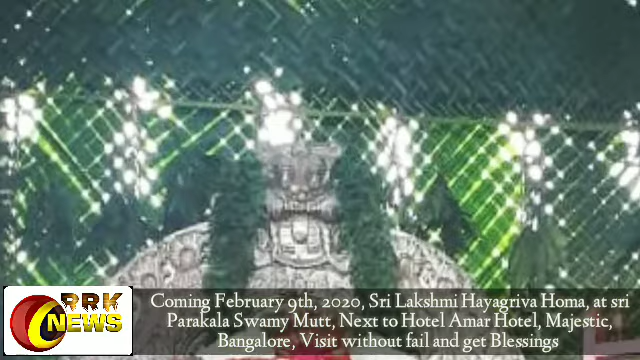 RRK
NEWS
Coming February 9th, 2020, Sri Lakshmi Hayagriva Homa, at sri
Parakala Swamy Mutt, Next to Hotel Amar Hotel, Majestic,
Bangalore, Visit without fail and get Blessings